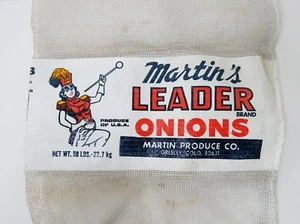 Martin's
LEADER
BRAND
PRODUCE
OF U.S.A.
ONIONS
NET WT. 50 LBS.-22.7 kg
MARTIN PRODUCE CO.
GREELEY, COLO. 80631